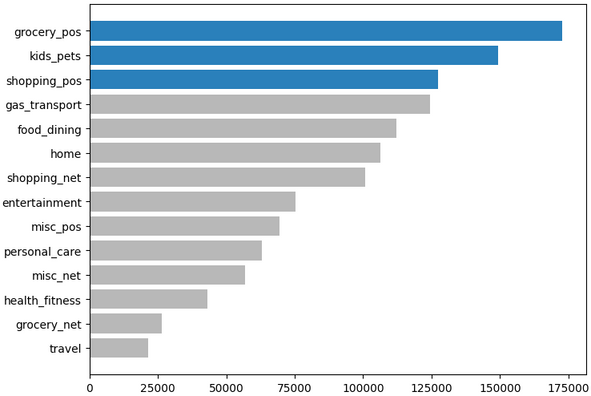 grocery_pos
kids_pets
shopping_pos
gas_transport
food_dining
home
shopping_net
entertainment
misc_pos
personal_care
misc_net
health_fitness
grocery_net
travel
0 25000 50000 75000 100000 125000 150000 175000